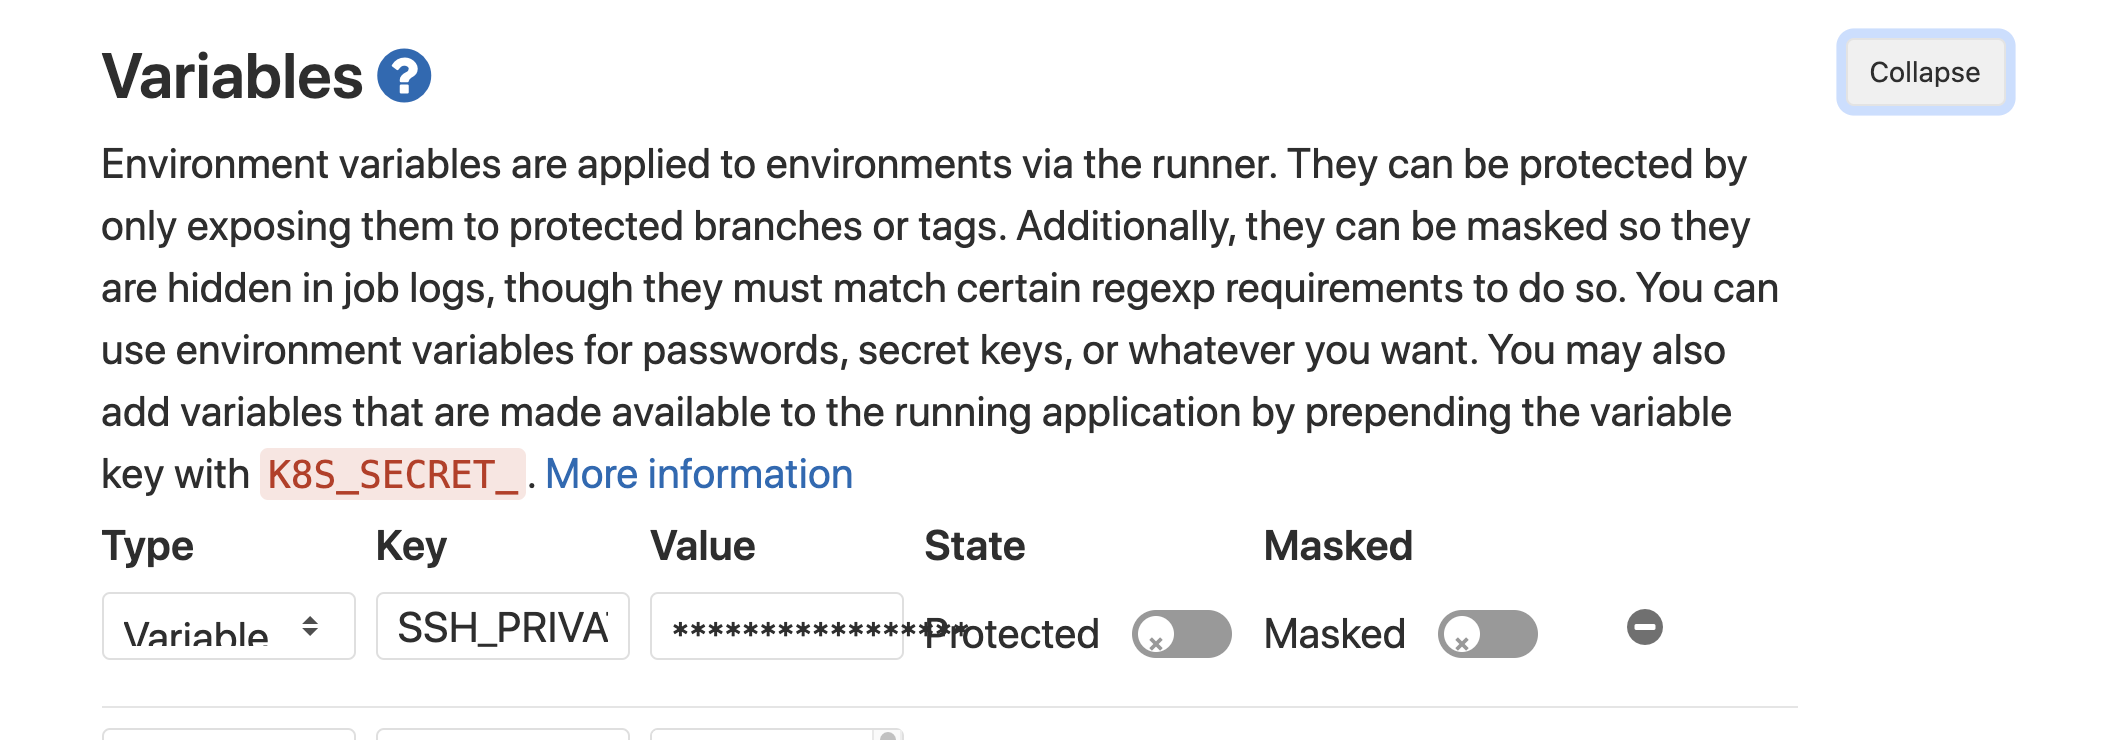 Variables ?
Collapse
Environment variables are applied to environments via the runner. They can be protected by
only exposing them to protected branches or tags. Additionally, they can be masked so they
are hidden in job logs, though they must match certain regexp requirements to do so. You can
use environment variables for passwords, secret keys, or whatever you want. You may also
add variables that are made available to the running application by prepending the variable
key with K8S_SECRET_. More information
Type Key Value State Masked
Variable SSH_PRIVA ***************** Protected Masked